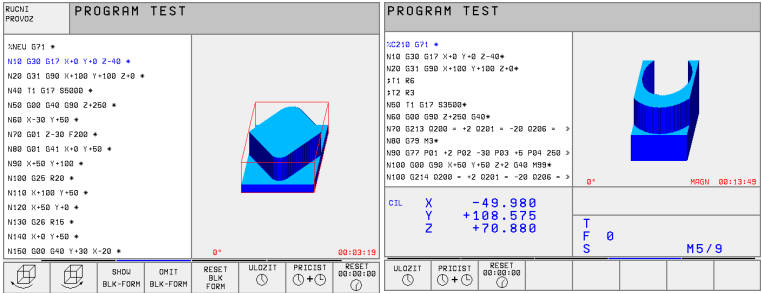 RUCNI
PROVOZ
PROGRAM TEST
%NEU G71 *
N10 G30 G17 X+0 Y+0 Z-40 *
N20 G31 G90 X+100 Y+100 Z+0 *
N40 T1 G17 S5000 *
N50 G00 G40 G90 Z+250 *
N60 X-30 Y+50 *
N70 G01 Z-30 F200 *
N80 G01 G41 X+0 Y+50 *
N90 X+50 Y+100 *
N100 G25 R20 *
N110 X+100 Y+50 *
N120 X+50 Y+0 *
N130 G26 R15 *
N140 X+0 Y+50 *
N150 G00 G40 Y+30 X-20 *
0°
00:03:19
SHOW
BLK-FORM
OMIT
BLK-FORM
RESET
BLK
FORM
ULOZIT
PRICIST
+
RESET
00:00:00
PROGRAM TEST
%C210 G71 *
N10 G30 G17 X+0 Y+0 Z-40*
N20 G31 G90 X+100 Y+100 Z+0*
;T1 R6
;T2 R3
N50 T1 G17 S3500*
N60 G00 G90 Z+250 G40*
N70 G213 Q200 = +2 Q201 = -20 Q206 = »
N80 G79 M3*
N90 G77 P01 +2 P02 -30 P03 +5 P04 250 »
N100 G00 G90 X+50 Y+50 Z+2 G40 M99*
N100 G214 Q200 = +2 Q201 = -20 Q206 = »
0°
MAGN 00:13:49
CIL X -49.980
Y +108.575
Z +70.880
T
F 0
S M5/9
ULOZIT
PRICIST
+
RESET
00:00:00